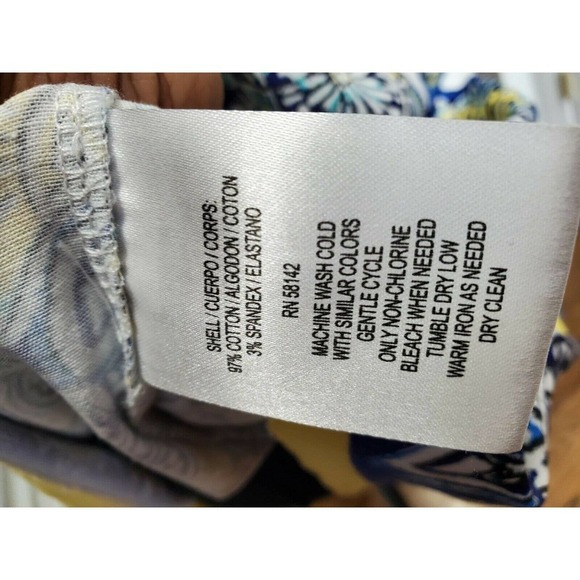 SHELL / CUERPO / CORPS:
97% COTTON / ALGODON / COTON
3% SPANDEX / ELASTANO
RN 58142
MACHINE WASH COLD
WITH SIMILAR COLORS
GENTLE CYCLE
ONLY NON-CHLORINE
BLEACH WHEN NEEDED
TUMBLE DRY LOW
WARM IRON AS NEEDED
DRY CLEAN